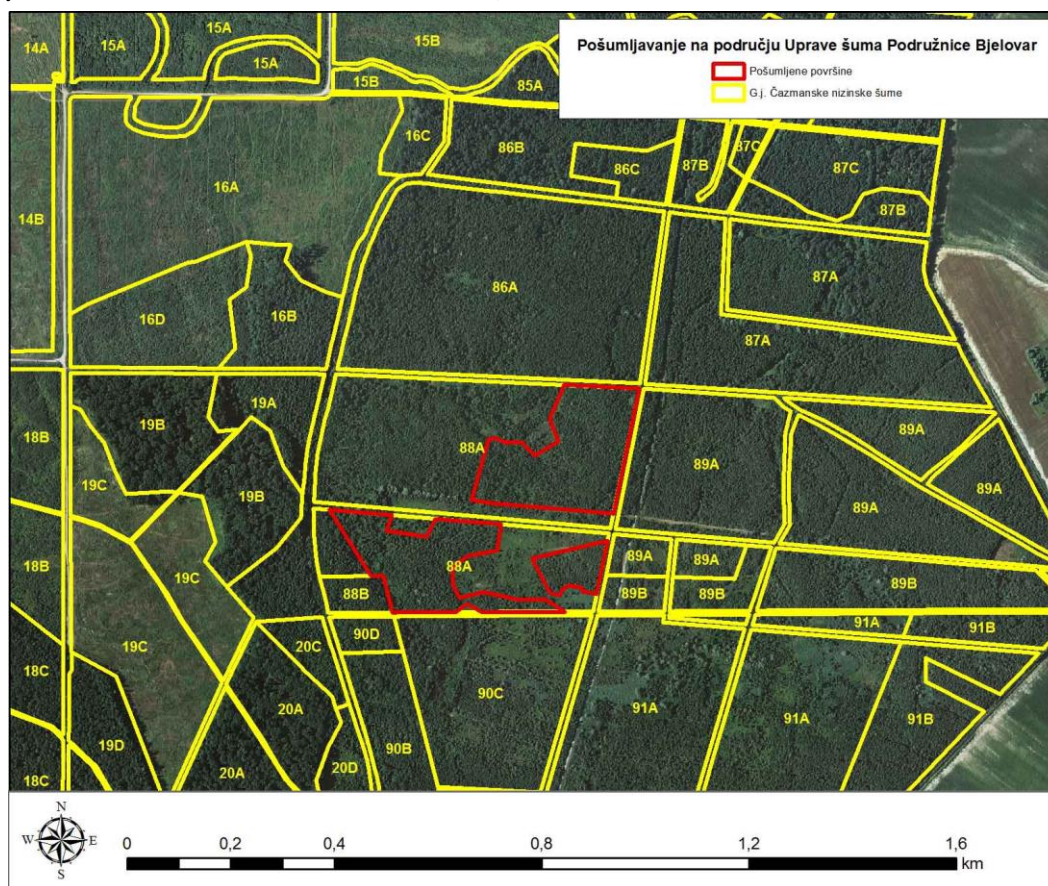 Pošumljavanje na području Uprave šuma Podružnice Bjelovar
Pošumljene površine
G.j. Čazmanske nizinske šume
14A
15A
15A
15A
15B
15B
85A
16C
86B
86C
87B
87C
87C
87B
16A
14B
86A
87A
87A
16D
16B
19A
19B
18B
19C
88A
89A
89A
89A
19B
89A
18B
19C
88A
89A
89A
89B
88B
89B
89B
91A
91B
19C
20C
90D
18C
90C
91A
91A
91B
20A
19D
90B
20D
20A
18C
N
W
E
S
0
0,2
0,4
0,8
1,2
1,6
km